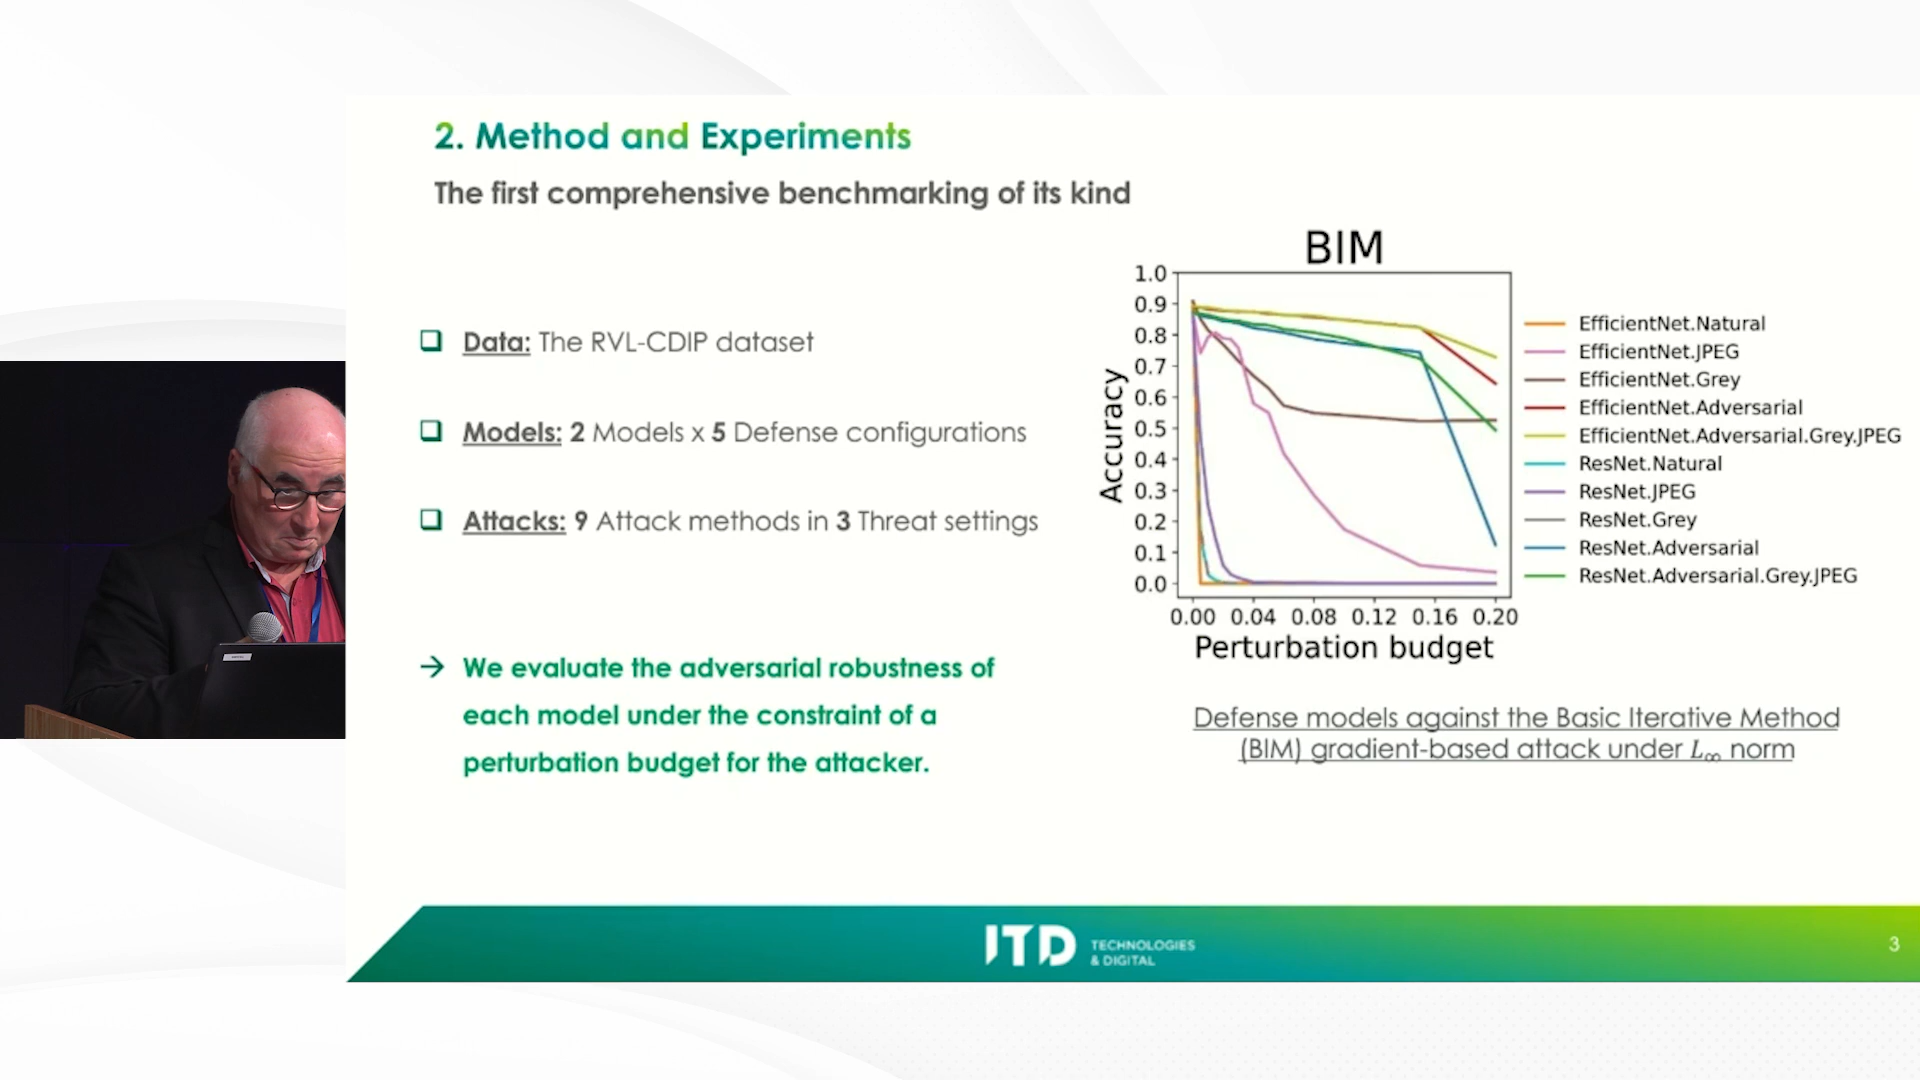 2. Method and Experiments
The first comprehensive benchmarking of its kind
❑ Data: The RVL-CDIP dataset
❑ Models: 2 Models x 5 Defense configurations
❑ Attacks: 9 Attack methods in 3 Threat settings
→ We evaluate the adversarial robustness of
each model under the constraint of a
perturbation budget for the attacker.
BIM
Accuracy
1.0
0.9
0.8
0.7
0.6
0.5
0.4
0.3
0.2
0.1
0.0
0.00 0.04 0.08 0.12 0.16 0.20
Perturbation budget
EfficientNet.Natural
EfficientNet.JPEG
EfficientNet.Grey
EfficientNet.Adversarial
EfficientNet.Adversarial.Grey.JPEG
ResNet.Natural
ResNet.JPEG
ResNet.Grey
ResNet.Adversarial
ResNet.Adversarial.Grey.JPEG
Defense models against the Basic Iterative Method
(BIM) gradient-based attack under L∞ norm
ITD TECHNOLOGIES
& DIGITAL
3